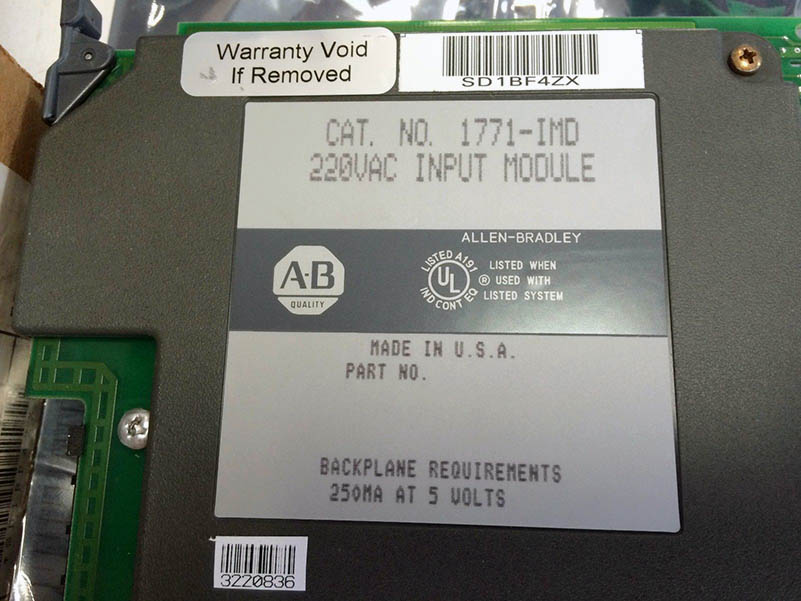 Warranty Void
If Removed
SD1BF4ZX
CAT. NO. 1771-IMD
220VAC INPUT MODULE
ALLEN-BRADLEY
A·B
QUALITY
LISTED A191
UL
IND CONT EQ
®
LISTED WHEN
USED WITH
LISTED SYSTEM
MADE IN U.S.A.
PART NO.
BACKPLANE REQUIREMENTS
250MA AT 5 VOLTS
3220836